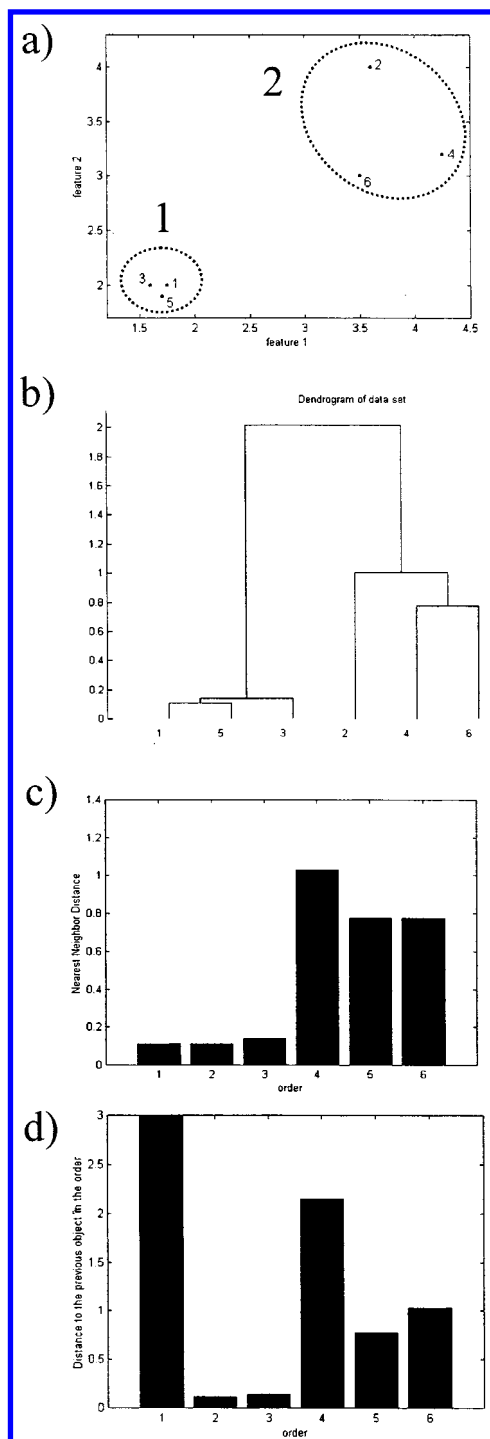 a)
4
3.5
3
2.5
2
feature 2
1.5 2 2.5 3 3.5 4 4.5
feature 1
2
2
4
6
1
3 1
5
b)
Dendrogram of data set
2
1.8
1.6
1.4
1.2
1
0.8
0.6
0.4
0.2
0
1 5 3 2 4 6
c)
1.4
1.2
1
0.8
0.6
0.4
0.2
0
Nearest Neighbor Distance
1 2 3 4 5 6
order
d)
3
2.5
2
1.5
1
0.5
0
Distance to the previous object in the order
1 2 3 4 5 6
order